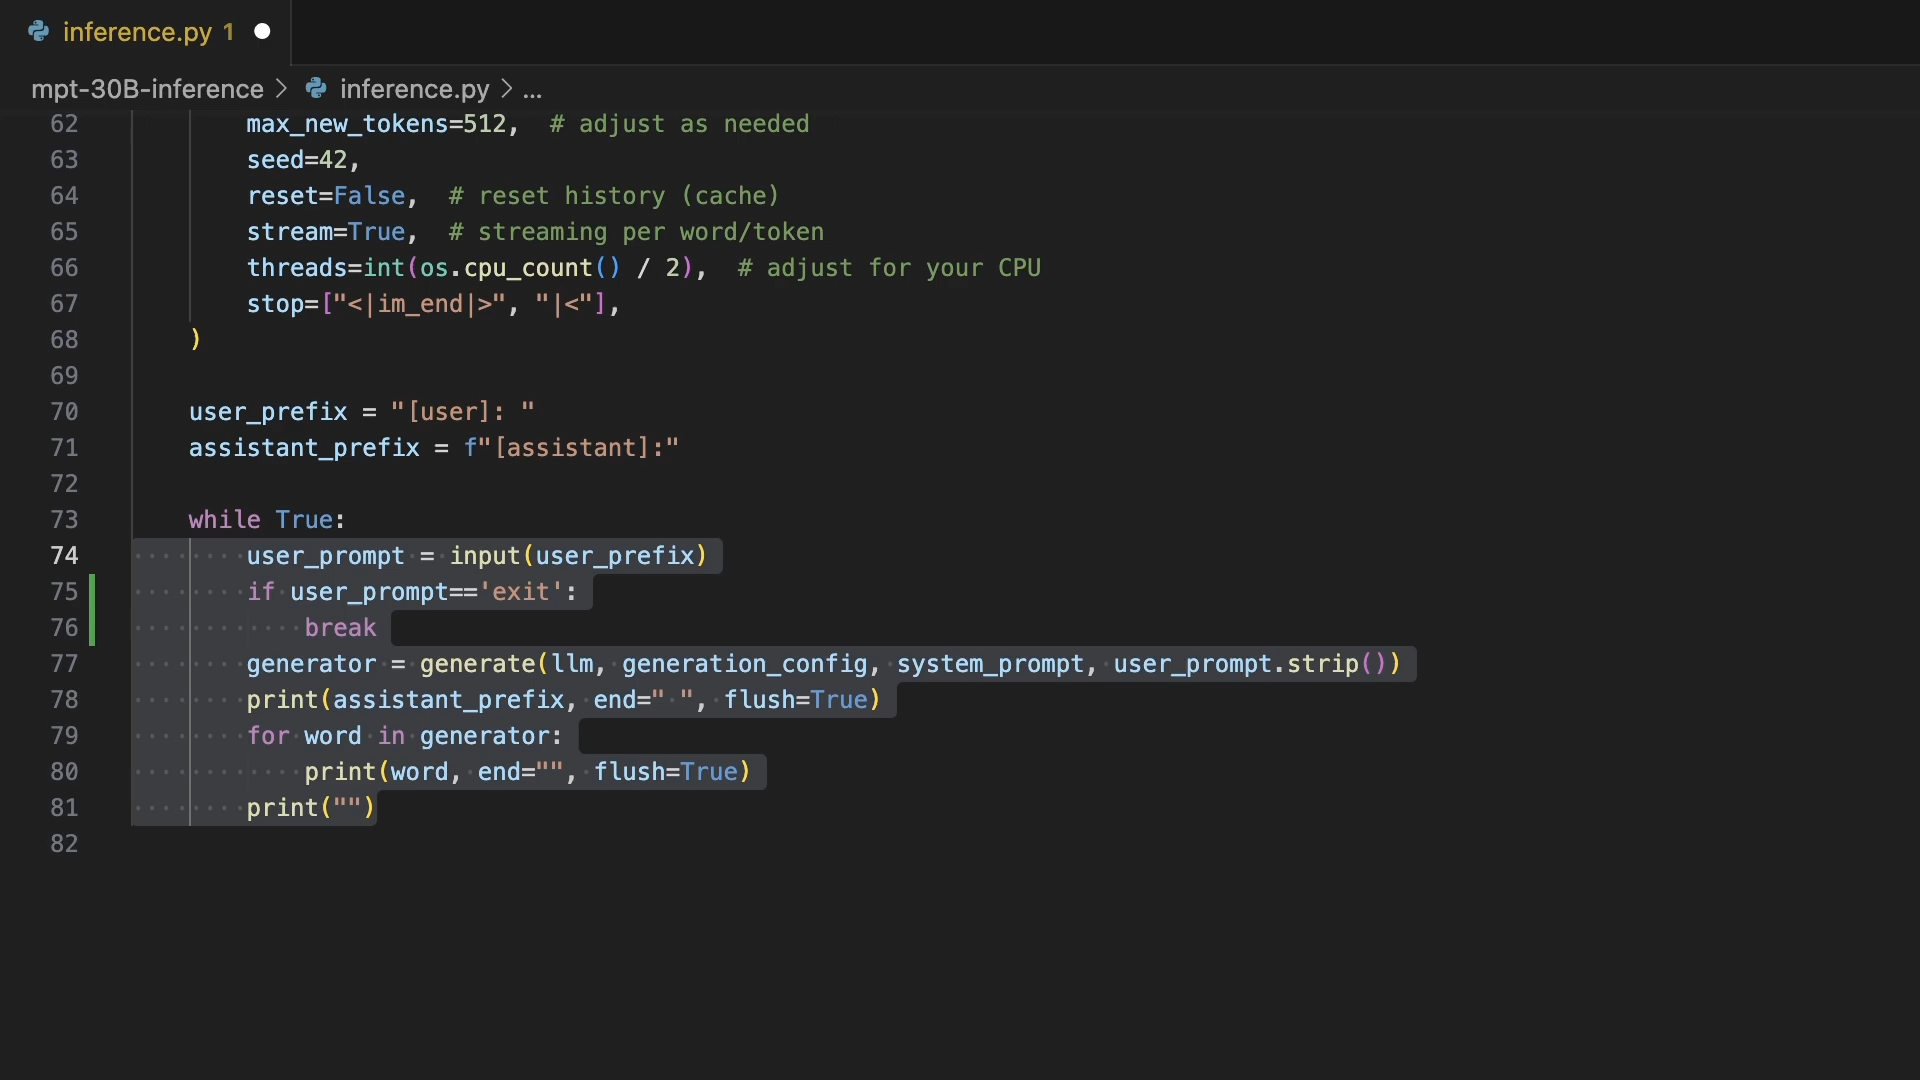 inference.py 1
mpt-30B-inference > inference.py > ...
62 max_new_tokens=512,  # adjust as needed
63 seed=42,
64 reset=False,  # reset history (cache)
65 stream=True,  # streaming per word/token
66 threads=int(os.cpu_count() / 2),  # adjust for your CPU
67 stop=["<|im_end|>", "|<"],
68 )
69
70 user_prefix = "[user]: "
71 assistant_prefix = f"[assistant]:"
72
73 while True:
74 user_prompt = input(user_prefix)
75 if user_prompt=='exit':
76 break
77 generator = generate(llm, generation_config, system_prompt, user_prompt.strip())
78 print(assistant_prefix, end=" ", flush=True)
79 for word in generator:
80 print(word, end="", flush=True)
81 print("")
82